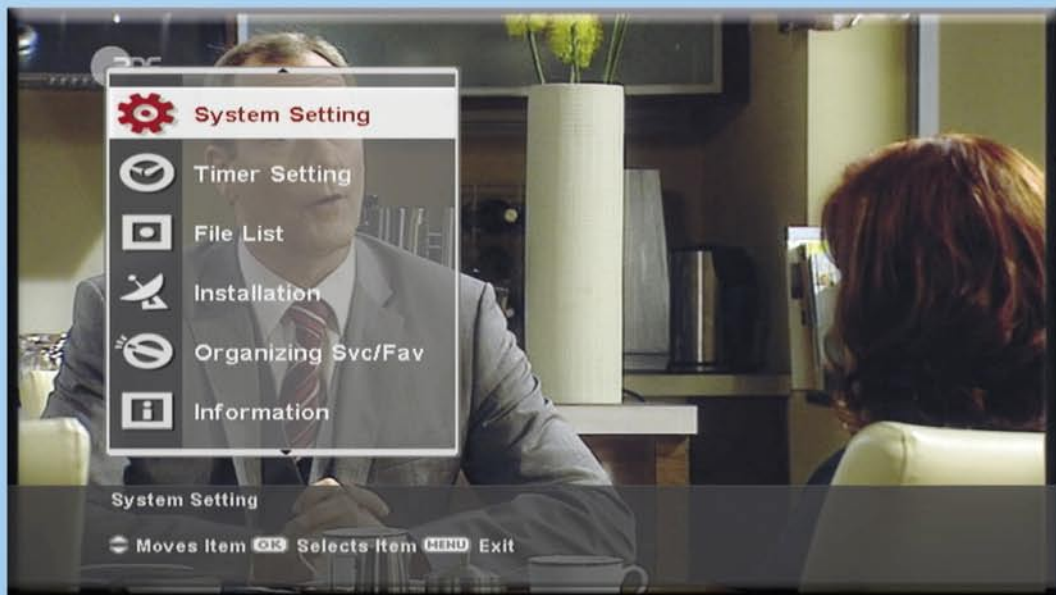 System Setting
Timer Setting
File List
Installation
Organizing Svc/Fav
Information
System Setting
Moves Item OK Selects Item MENU Exit